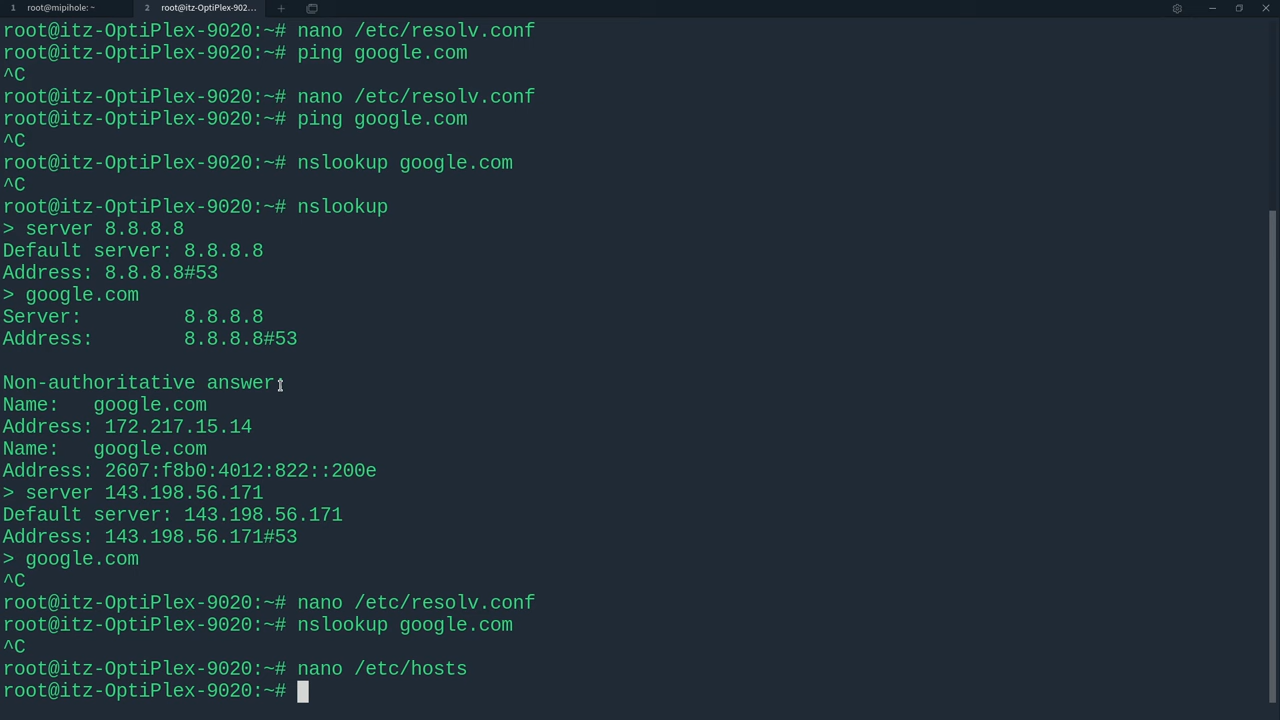 1 root@mipihole: ~ 2 root@itz-OptiPlex-902...
root@itz-OptiPlex-9020:~# nano /etc/resolv.conf
root@itz-OptiPlex-9020:~# ping google.com
^C
root@itz-OptiPlex-9020:~# nano /etc/resolv.conf
root@itz-OptiPlex-9020:~# ping google.com
^C
root@itz-OptiPlex-9020:~# nslookup google.com
^C
root@itz-OptiPlex-9020:~# nslookup
> server 8.8.8.8
Default server: 8.8.8.8
Address: 8.8.8.8#53
> google.com
Server: 8.8.8.8
Address: 8.8.8.8#53
Non-authoritative answer:
Name: google.com
Address: 172.217.15.14
Name: google.com
Address: 2607:f8b0:4012:822::200e
> server 143.198.56.171
Default server: 143.198.56.171
Address: 143.198.56.171#53
> google.com
^C
root@itz-OptiPlex-9020:~# nano /etc/resolv.conf
root@itz-OptiPlex-9020:~# nslookup google.com
^C
root@itz-OptiPlex-9020:~# nano /etc/hosts
root@itz-OptiPlex-9020:~#